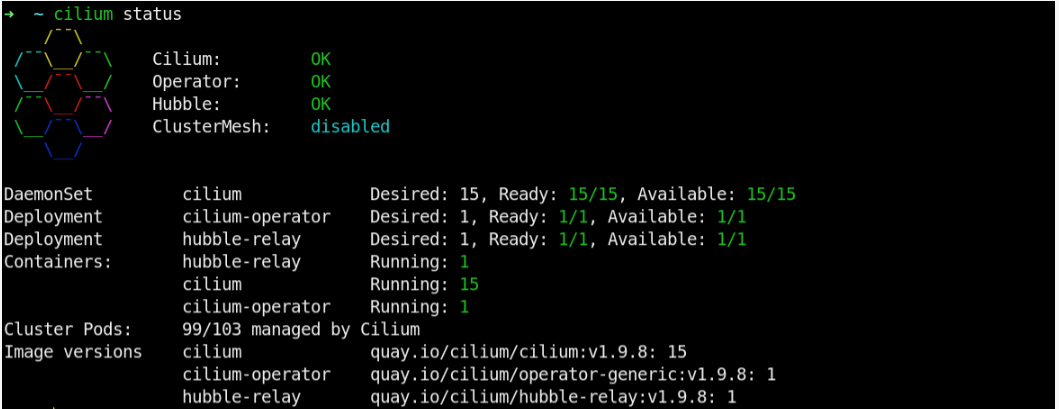 ➜ ~ cilium status
Cilium: OK
Operator: OK
Hubble: OK
ClusterMesh: disabled
DaemonSet cilium Desired: 15, Ready: 15/15, Available: 15/15
Deployment cilium-operator Desired: 1, Ready: 1/1, Available: 1/1
Deployment hubble-relay Desired: 1, Ready: 1/1, Available: 1/1
Containers: hubble-relay Running: 1
cilium Running: 15
cilium-operator Running: 1
Cluster Pods: 99/103 managed by Cilium
Image versions cilium quay.io/cilium/cilium:v1.9.8: 15
cilium-operator quay.io/cilium/operator-generic:v1.9.8: 1
hubble-relay quay.io/cilium/hubble-relay:v1.9.8: 1